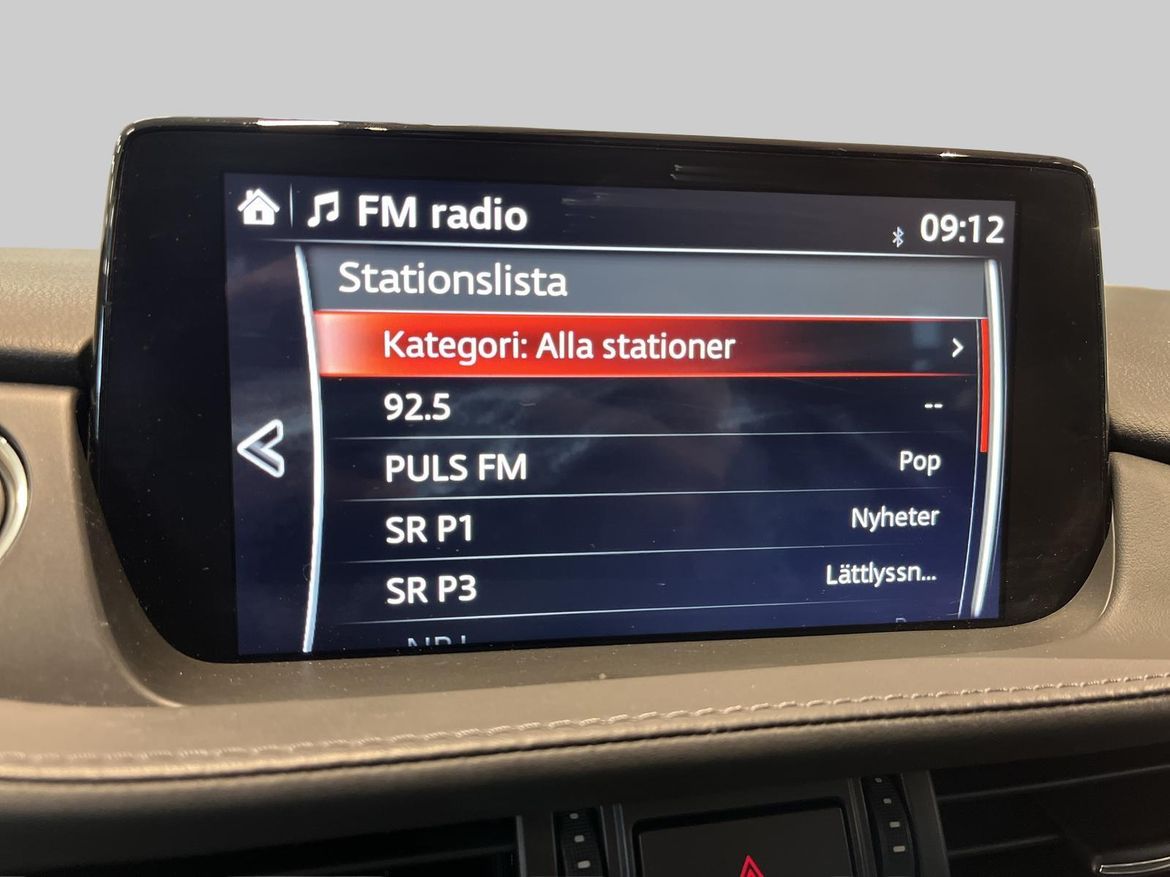 FM radio
09:12
Stationslista
Kategori: Alla stationer
92.5 --
PULS FM Pop
SR P1 Nyheter
SR P3 Lättlyssn...